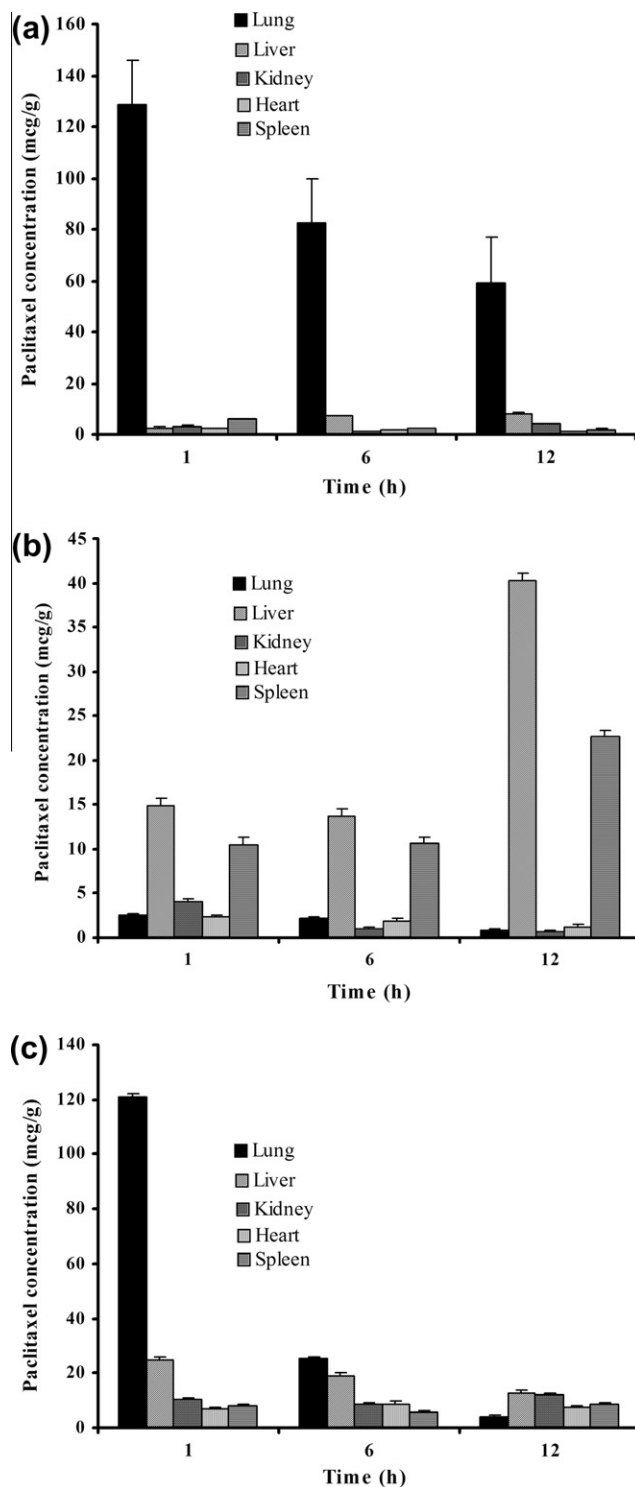 (a)
Paclitaxel concentration (mcg/g)
160
140
120
100
80
60
40
20
0
Lung
Liver
Kidney
Heart
Spleen
1 6 12
Time (h)
(b)
Paclitaxel concentration (mcg/g)
45
40
35
30
25
20
15
10
5
0
Lung
Liver
Kidney
Heart
Spleen
1 6 12
Time (h)
(c)
Paclitaxel concentration (mcg/g)
140
120
100
80
60
40
20
0
Lung
Liver
Kidney
Heart
Spleen
1 6 12
Time (h)